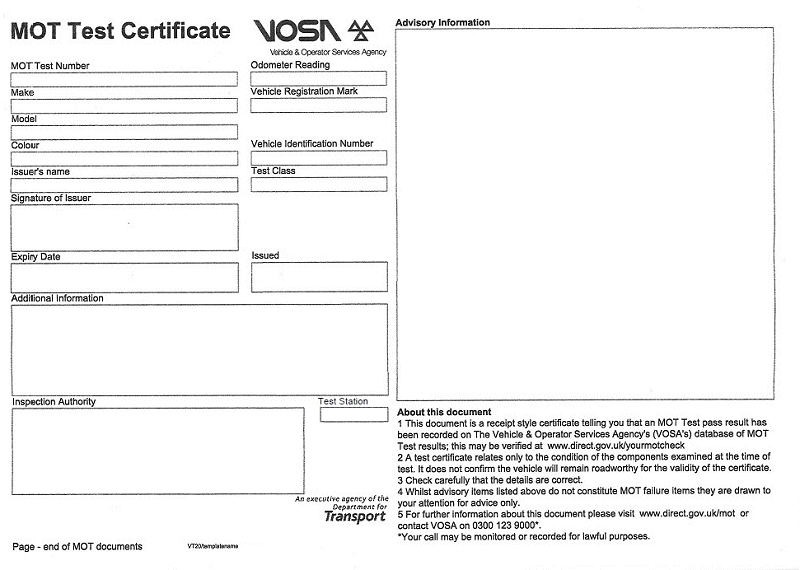 MOT Test Certificate
VOSA
Vehicle & Operator Services Agency
MOT Test Number
Odometer Reading
Make
Vehicle Registration Mark
Model
Colour
Vehicle Identification Number
Issuer's name
Test Class
Signature of Issuer
Expiry Date
Issued
Additional Information
Inspection Authority
Test Station
An executive agency of the
Department for
Transport
Page - end of MOT documents
VT20/templatename
Advisory Information
About this document
1 This document is a receipt style certificate telling you that an MOT Test pass result has
been recorded on The Vehicle & Operator Services Agency's (VOSA's) database of MOT
Test results; this may be verified at www.direct.gov.uk/yourmotcheck
2 A test certificate relates only to the condition of the components examined at the time of
test. It does not confirm the vehicle will remain roadworthy for the validity of the certificate.
3 Check carefully that the details are correct.
4 Whilst advisory items listed above do not constitute MOT failure items they are drawn to
your attention for advice only.
5 For further information about this document please visit www.direct.gov.uk/mot or
contact VOSA on 0300 123 9000*.
*Your call may be monitored or recorded for lawful purposes.